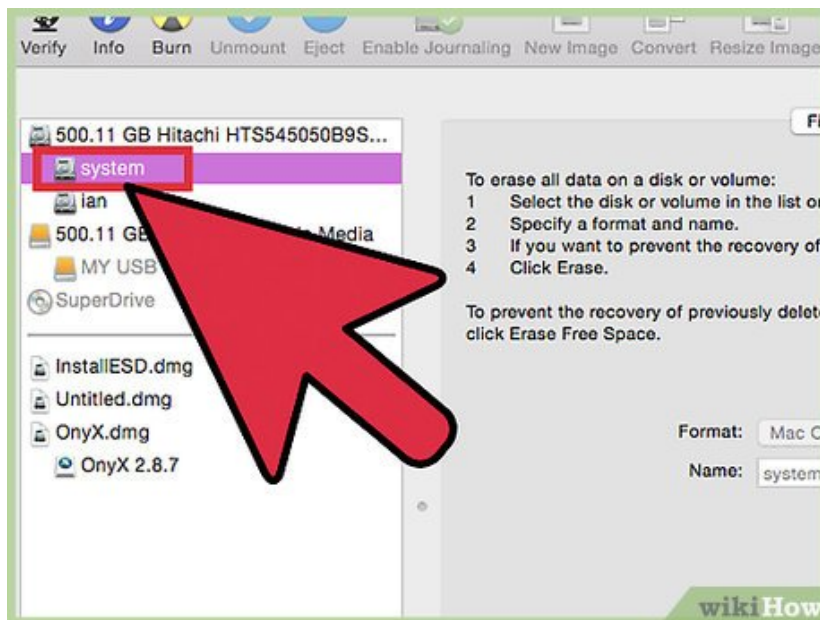 Verify Info Burn Unmount Eject Enable Journaling New Image Convert Resize Image
500.11 GB Hitachi HTS545050B9S...
system
ian
500.11 GB Media
MY USB
SuperDrive
InstallESD.dmg
Untitled.dmg
OnyX.dmg
OnyX 2.8.7
To erase all data on a disk or volume:
1 Select the disk or volume in the list
2 Specify a format and name.
3 If you want to prevent the recovery of
4 Click Erase.
To prevent the recovery of previously delet
click Erase Free Space.
Format: Mac
Name: system
wikiHow